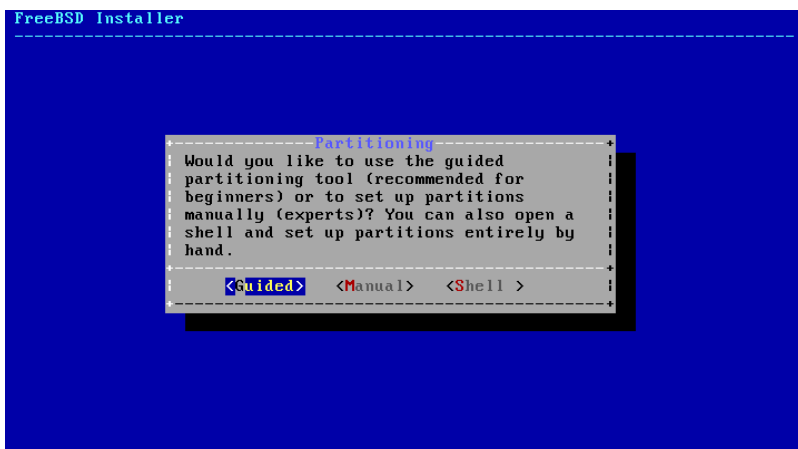 FreeBSD Installer
Partitioning
Would you like to use the guided
partitioning tool (recommended for
beginners) or to set up partitions
manually (experts)? You can also open a
shell and set up partitions entirely by
hand.
<Guided> <Manual> <Shell >